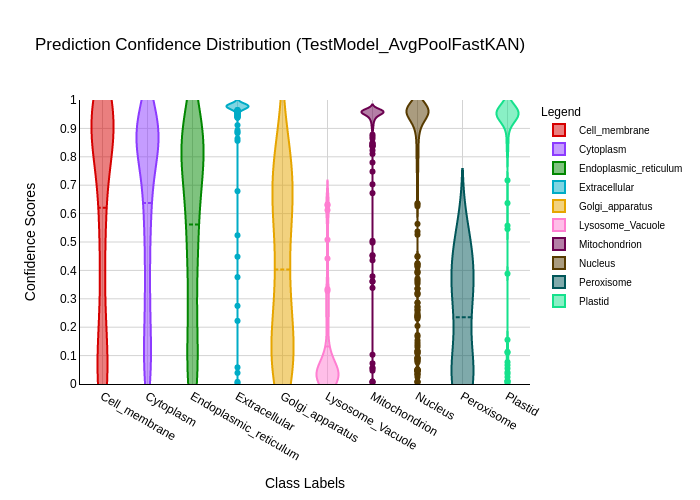 Prediction Confidence Distribution (TestModel_AvgPoolFastKAN)
Legend
Cell_membrane
Cytoplasm
Endoplasmic_reticulum
Extracellular
Golgi_apparatus
Lysosome_Vacuole
Mitochondrion
Nucleus
Peroxisome
Plastid
Confidence Scores
1
0.9
0.8
0.7
0.6
0.5
0.4
0.3
0.2
0.1
0
Cell_membrane
Cytoplasm
Endoplasmic_reticulum
Extracellular
Golgi_apparatus
Lysosome_Vacuole
Mitochondrion
Nucleus
Peroxisome
Plastid
Class Labels